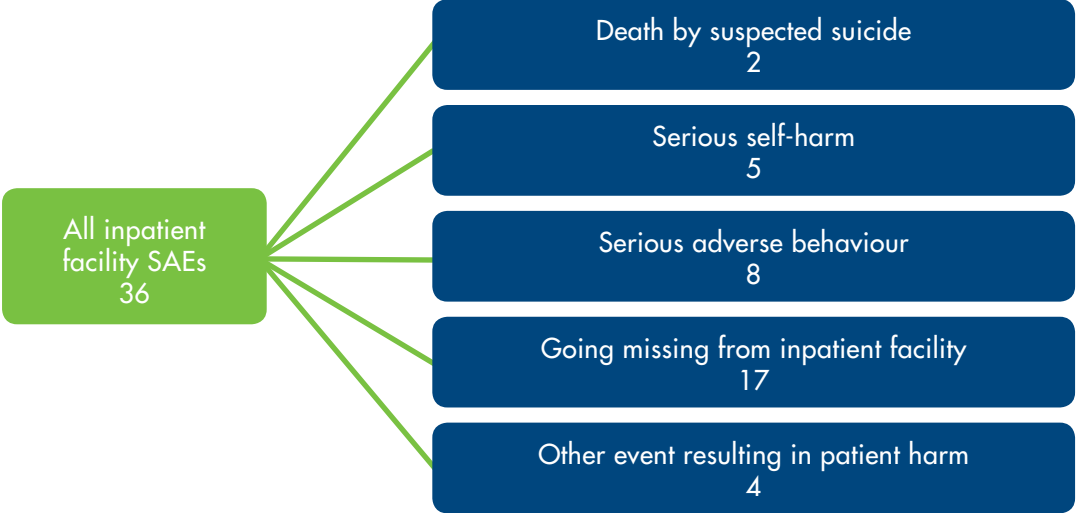 All inpatient
facility SAEs
36
Death by suspected suicide
2
Serious self-harm
5
Serious adverse behaviour
8
Going missing from inpatient facility
17
Other event resulting in patient harm
4